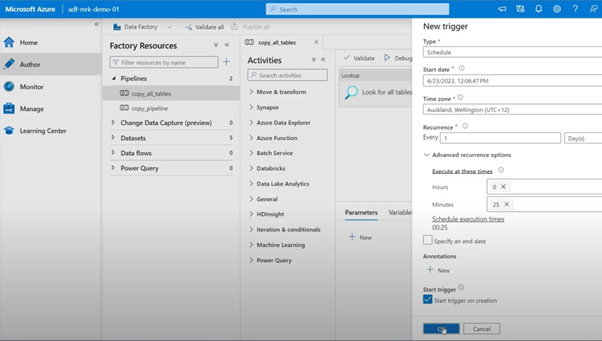 Microsoft Azure
adf-mrk-demo-01
Search
Home
Author
Monitor
Manage
Learning Center
Data Factory
Validate all
Publish all
Factory Resources
Filter resources by name
Pipelines 2
copy_all_tables
copy_pipeline
Change Data Capture (preview) 0
Datasets 5
Data flows 0
Power Query 0
copy_all_tables
Activities
Search activities
Move & transform
Synapse
Azure Data Explorer
Azure Function
Batch Service
Databricks
Data Lake Analytics
General
HDInsight
Iteration & conditionals
Machine Learning
Power Query
Validate
Debug
Lookup
Look for all tables
Parameters Variables
New
New trigger
Type *
Schedule
Start date *
4/23/2023, 12:06:47 PM
Time zone *
Auckland, Wellington (UTC+12)
Recurrence *
Every 1 Day(s)
Advanced recurrence options
Execute at these times
Hours 0
Minutes 25
Schedule execution times
00:25
Specify an end date
Annotations
New
Start trigger
Start trigger on creation
OK
Cancel